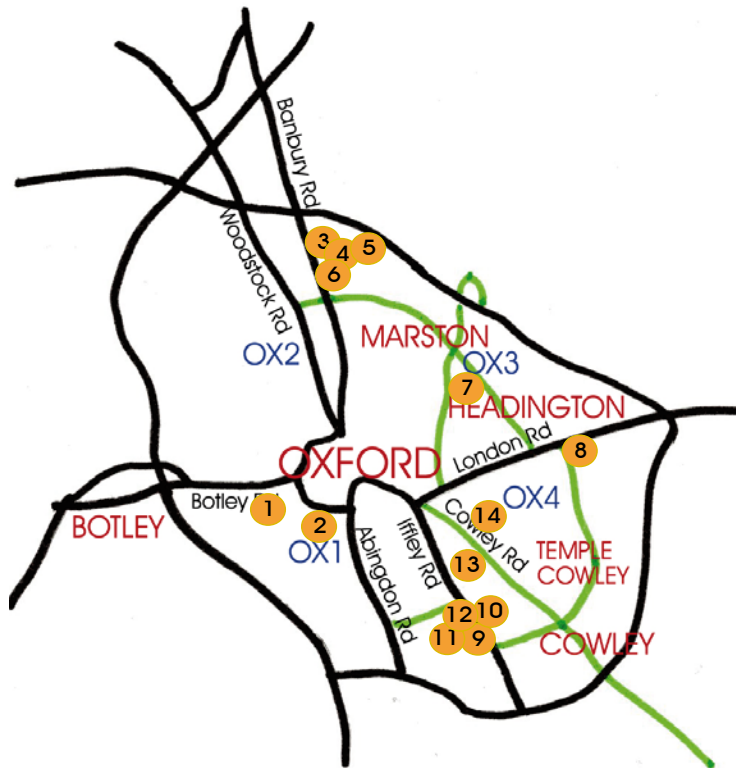 Banbury Rd
3
4
5
6
Woodstock Rd
MARSTON
OX2
OX3
7
HEADINGTON
London Rd
8
OXFORD
Botley Rd
1
BOTLEY
2
OX1
Abingdon Rd
Iffley Rd
Cowley Rd
14
OX4
13
TEMPLE
COWLEY
12
10
11
9
COWLEY